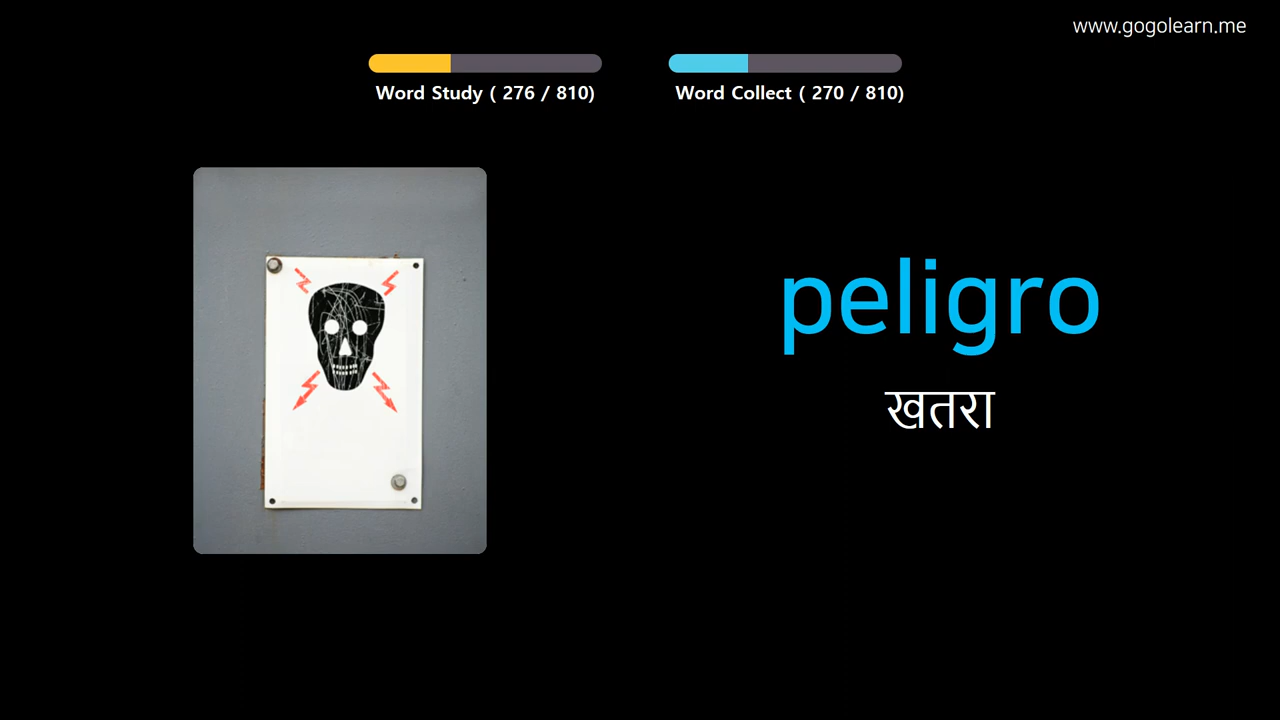 www.gogolearn.me
Word Study ( 276 / 810)
Word Collect ( 270 / 810)
peligro
खतरा